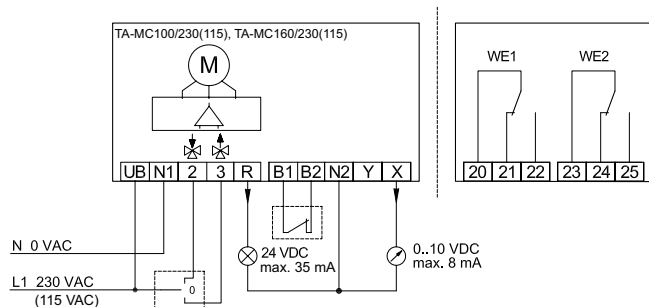 TA-MC100/230(115), TA-MC160/230(115)
M
UB N1 2 3 R B1 B2 N2 Y X
N 0 VAC
L1 230 VAC
(115 VAC)
0
24 VDC
max. 35 mA
0..10 VDC
max. 8 mA
WE1 WE2
20 21 22 23 24 25